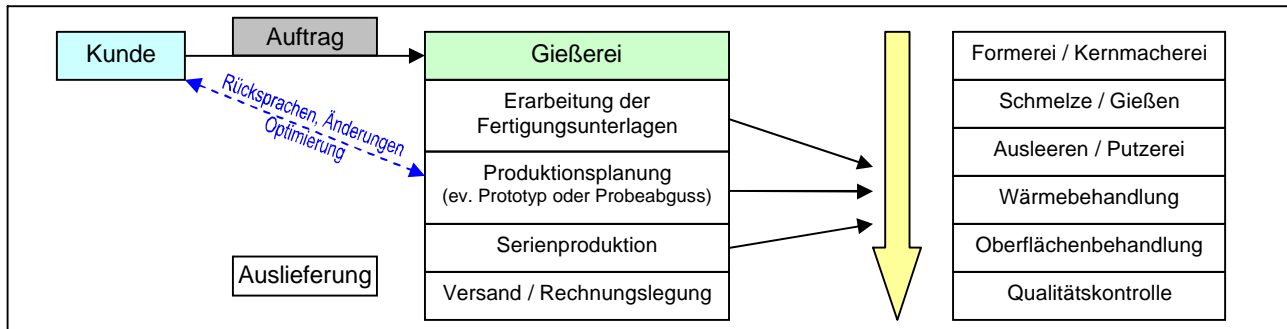 Auftrag
Kunde
Rücksprachen, Änderungen
Optimierung
Auslieferung
Gießerei
Erarbeitung der
Fertigungsunterlagen
Produktionsplanung
(ev. Prototyp oder Probeabguss)
Serienproduktion
Versand / Rechnungslegung
Formerei / Kernmacherei
Schmelze / Gießen
Ausleeren / Putzerei
Wärmebehandlung
Oberflächenbehandlung
Qualitätskontrolle